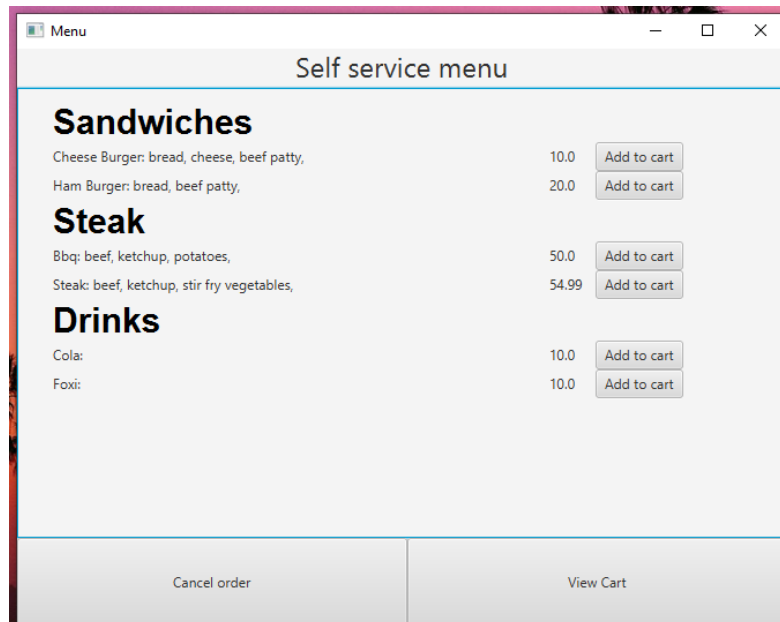 Menu
Self service menu
Sandwiches
Cheese Burger: bread, cheese, beef patty, 10.0 Add to cart
Ham Burger: bread, beef patty, 20.0 Add to cart
Steak
Bbq: beef, ketchup, potatoes, 50.0 Add to cart
Steak: beef, ketchup, stir fry vegetables, 54.99 Add to cart
Drinks
Cola: 10.0 Add to cart
Foxi: 10.0 Add to cart
Cancel order View Cart